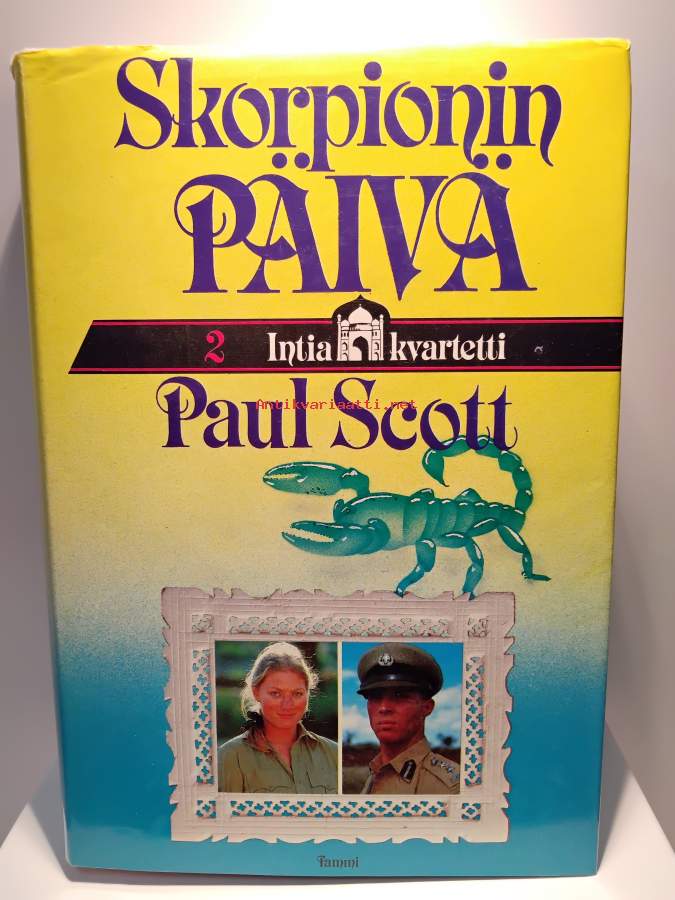 Skorpionin
PÄIVÄ
2 Intia kvartetti
Antikvariaatti.net
Paul Scott
Tammi